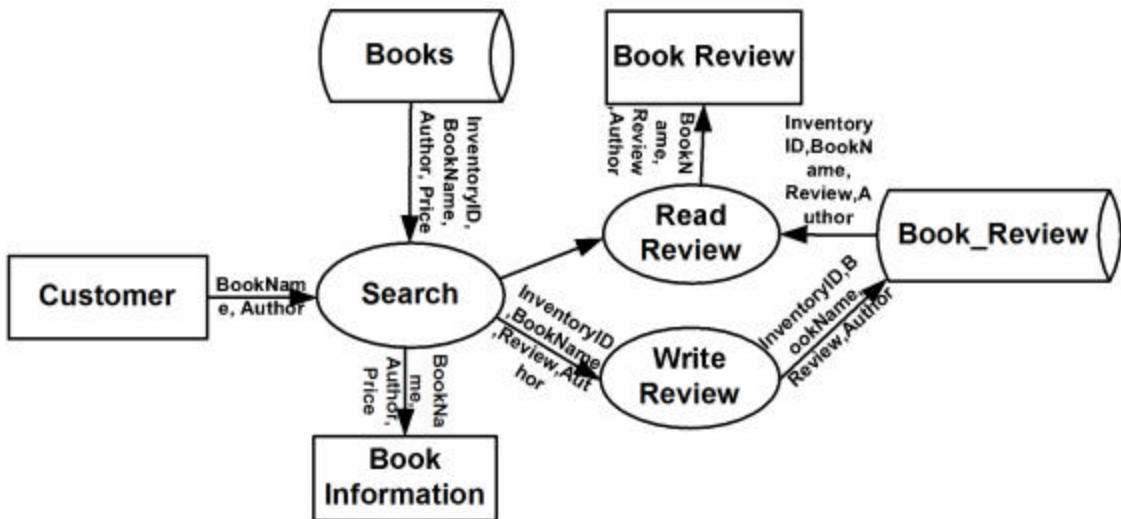 Books
Book Review
InventoryID,
BookName,
Author, Price
BookN
ame,
Review
,Author
Inventory
ID,BookN
ame,
Review,A
uthor
Read
Review
Book_Review
Customer
BookNam
e, Author
Search
InventoryID
,BookName
,Review,Aut
hor
InventoryID,B
ookName,
Review,Author
Write
Review
BookNa
me,
Author,
Price
Book
Information